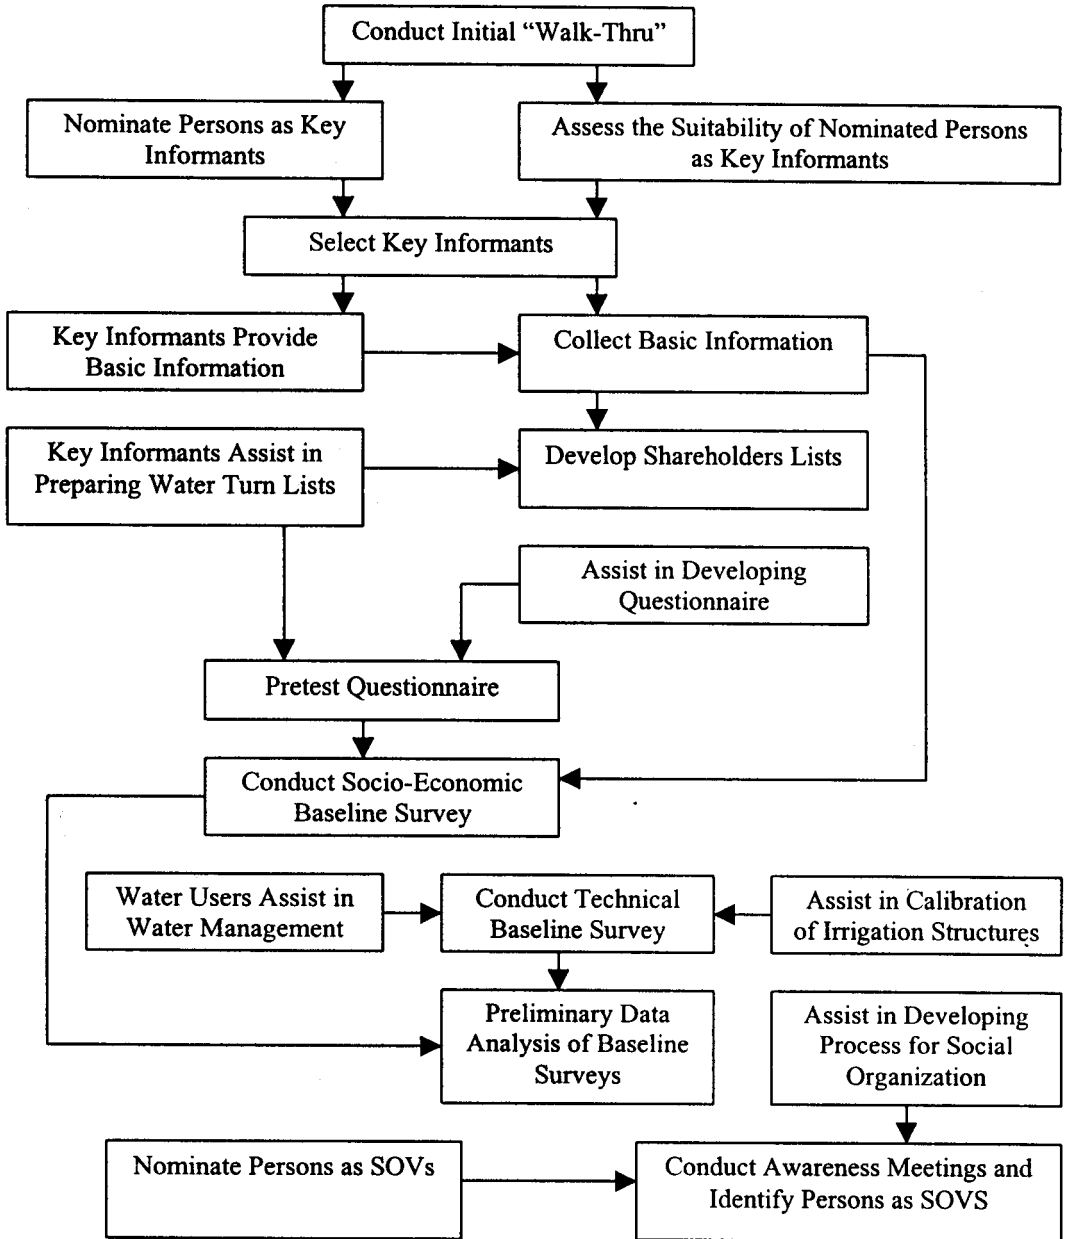 Conduct Initial “Walk-Thru”
Nominate Persons as Key
Informants
Assess the Suitability of Nominated Persons
as Key Informants
Select Key Informants
Key Informants Provide
Basic Information
Collect Basic Information
Key Informants Assist in
Preparing Water Turn Lists
Develop Shareholders Lists
Assist in Developing
Questionnaire
Pretest Questionnaire
Conduct Socio-Economic
Baseline Survey
Water Users Assist in
Water Management
Conduct Technical
Baseline Survey
Assist in Calibration
of Irrigation Structures
Preliminary Data
Analysis of Baseline
Surveys
Assist in Developing
Process for Social
Organization
Nominate Persons as SOVs
Conduct Awareness Meetings and
Identify Persons as SOVS